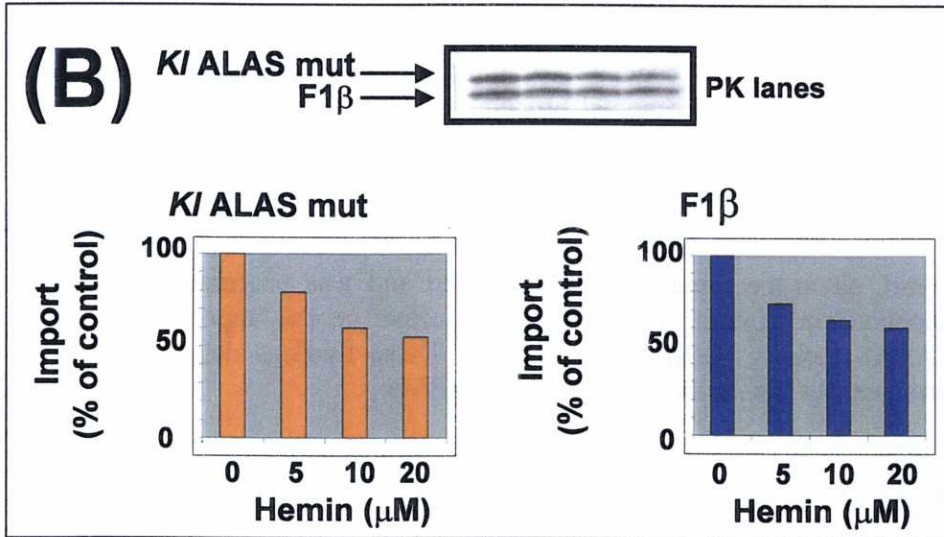 (B)
Kl ALAS mut
F1β
PK lanes
Kl ALAS mut
Import
(% of control)
100
50
0
0 5 10 20
Hemin (µM)
F1β
Import
(% of control)
100
50
0
0 5 10 20
Hemin (µM)